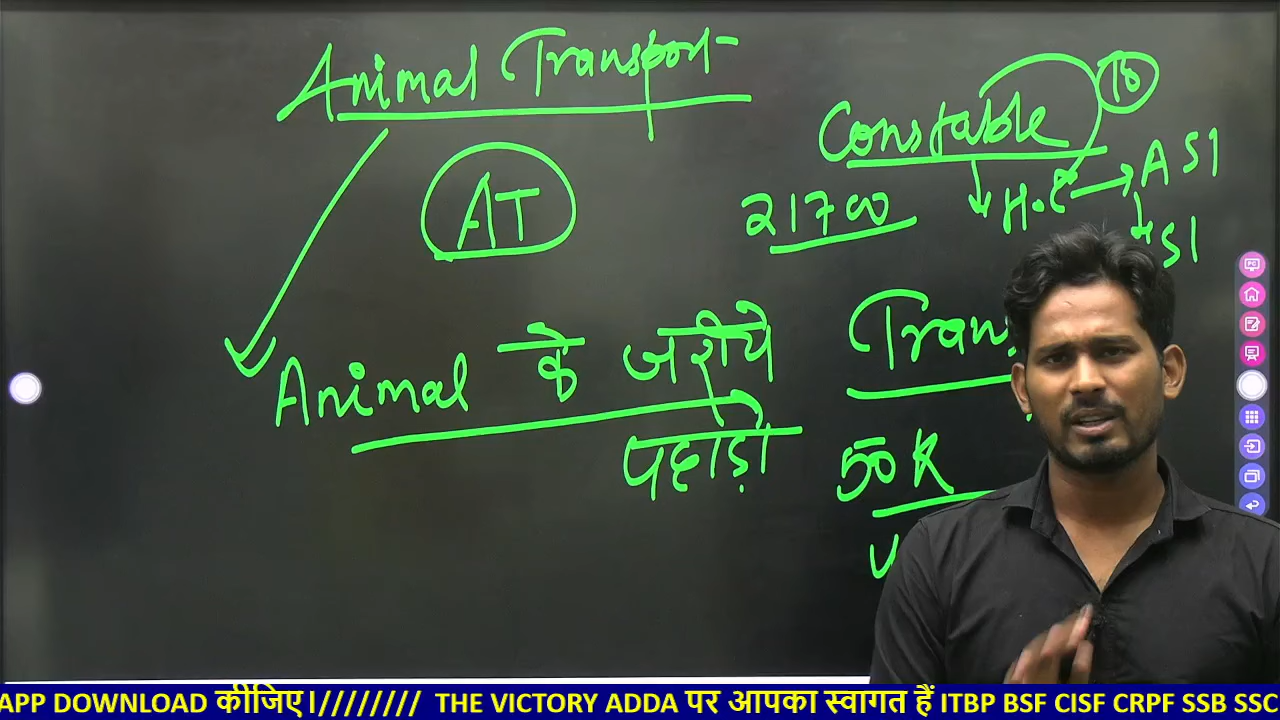 Animal Transport
AT
Constable
10
21700
H.C → ASI
SI
Animal के जरीये
पहाड़ो
50K
APP DOWNLOAD कीजिए।//////// THE VICTORY ADDA पर आपका स्वागत हैं ITBP BSF CISF CRPF SSB SSC